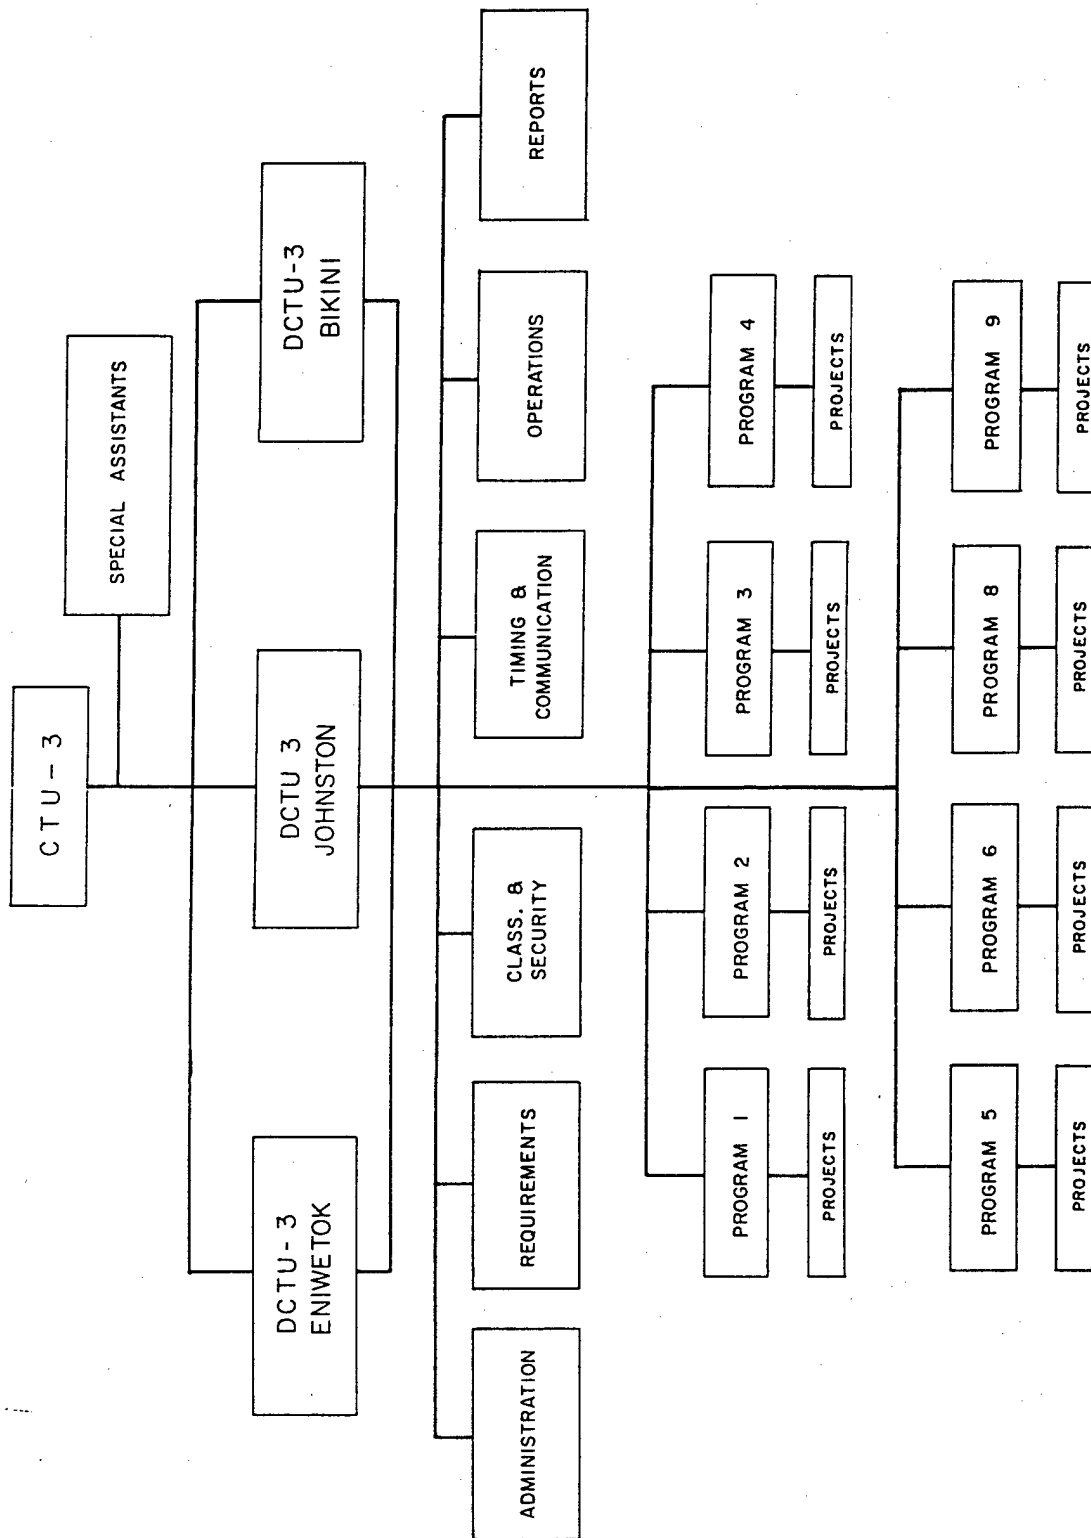 CTU-3
SPECIAL ASSISTANTS
DCTU-3
ENIWETOK
DCTU 3
JOHNSTON
DCTU-3
BIKINI
ADMINISTRATION
REQUIREMENTS
CLASS. &
SECURITY
TIMING &
COMMUNICATION
OPERATIONS
REPORTS
PROGRAM 1
PROGRAM 2
PROGRAM 3
PROGRAM 4
PROJECTS
PROJECTS
PROJECTS
PROJECTS
PROGRAM 5
PROGRAM 6
PROGRAM 8
PROGRAM 9
PROJECTS
PROJECTS
PROJECTS
PROJECTS